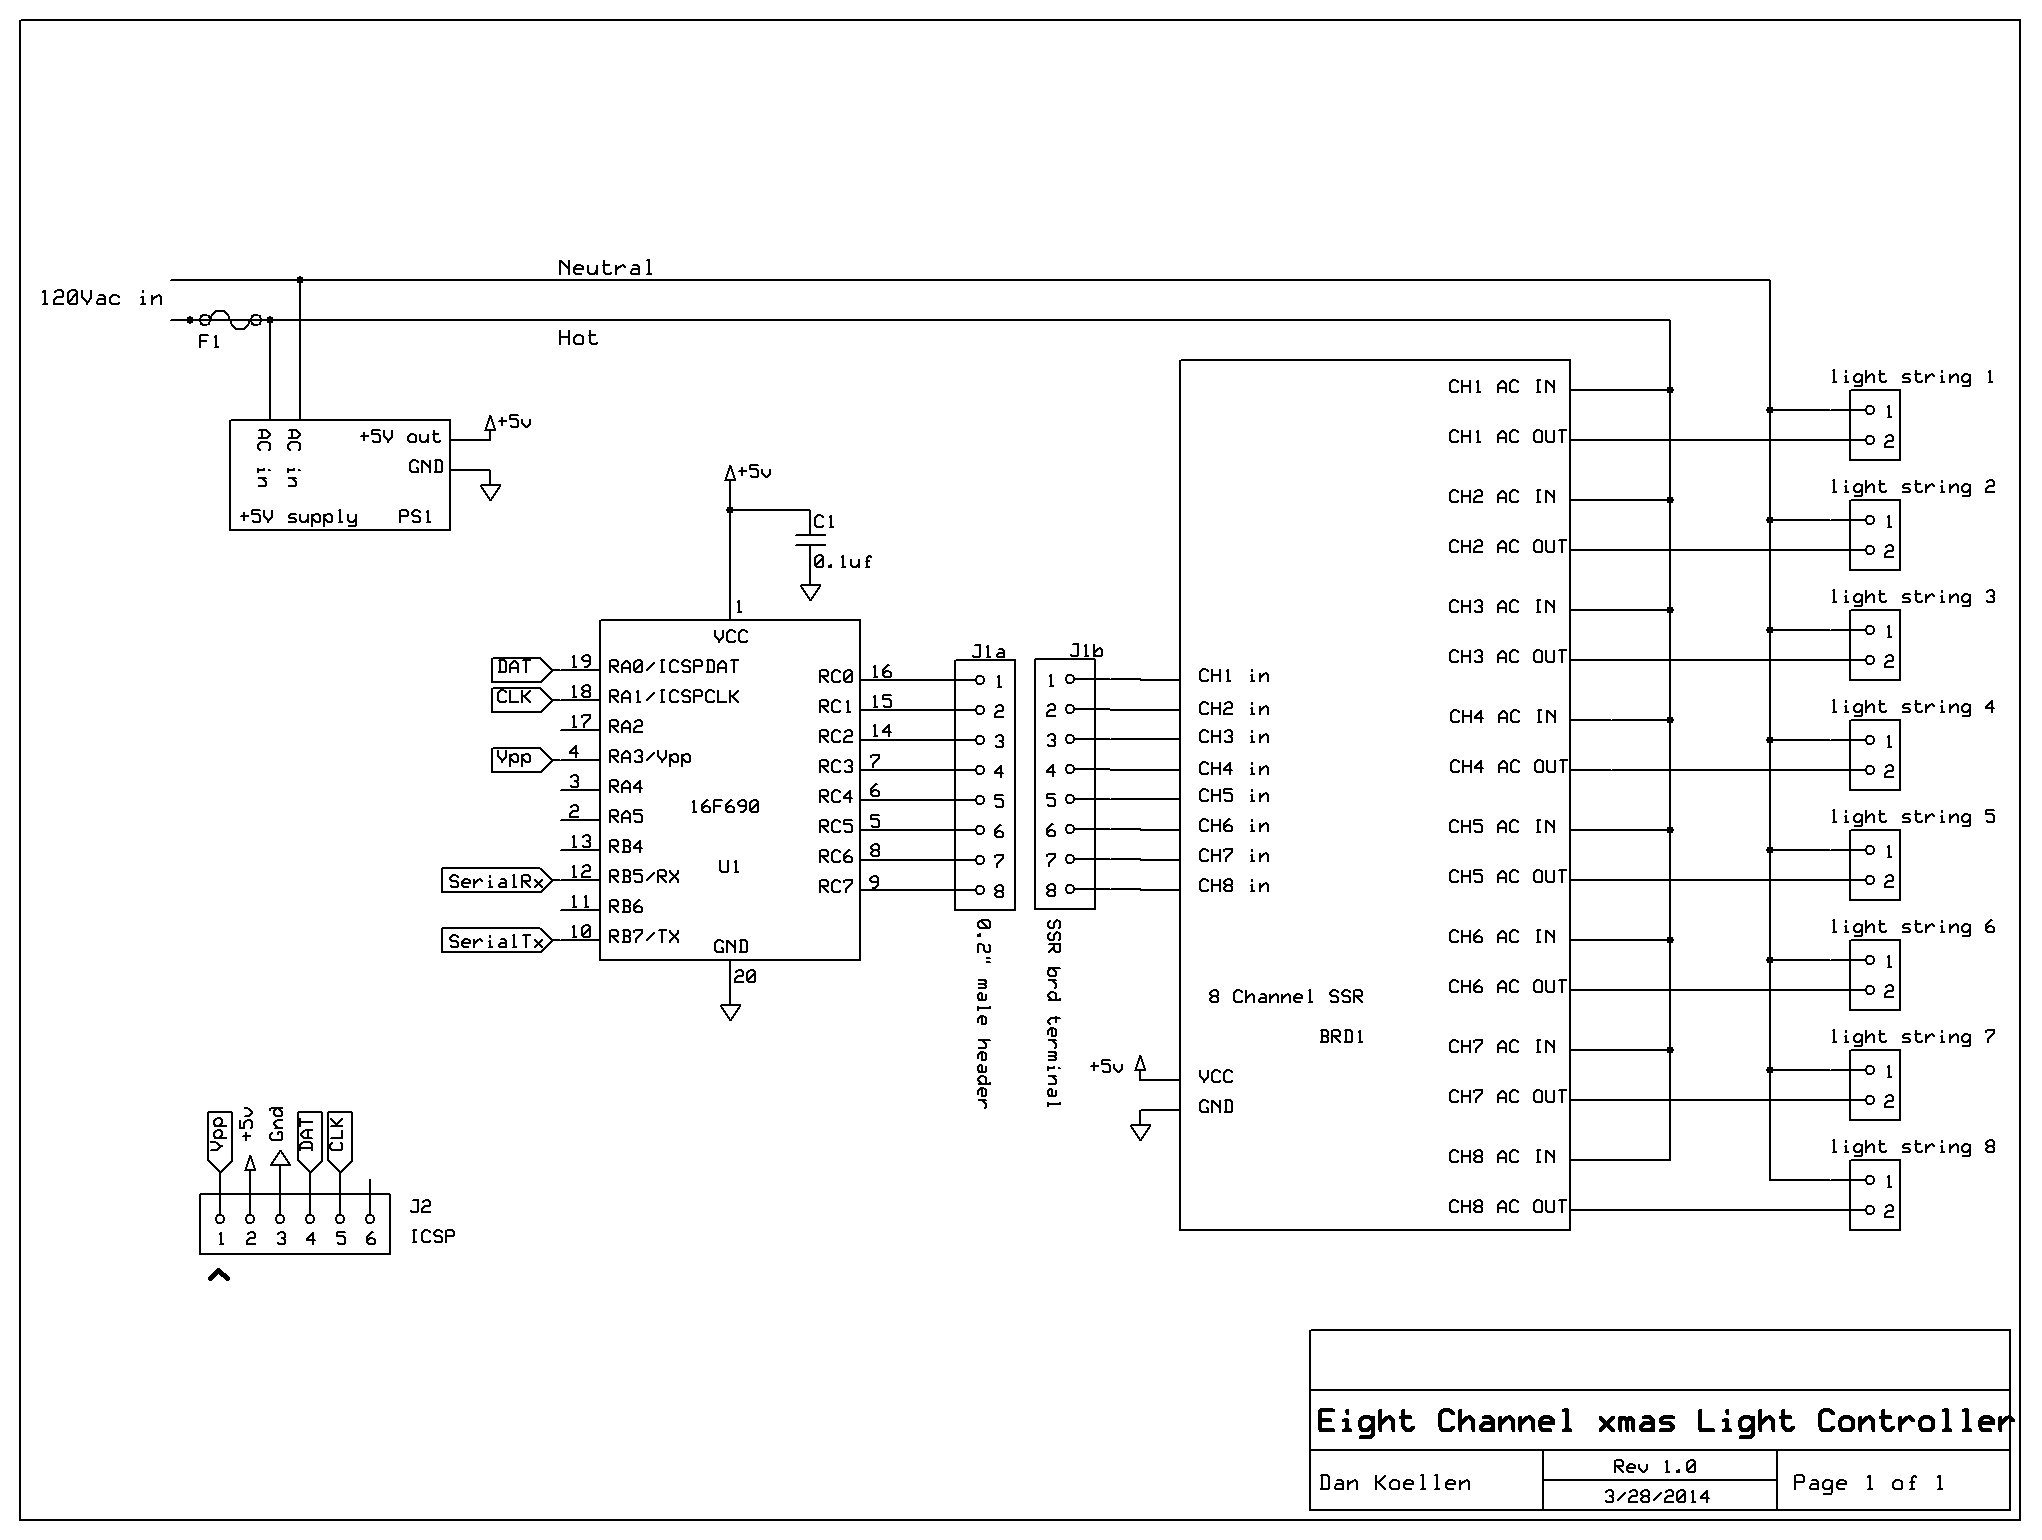 Neutral
120Vac in
F1
Hot
AC in
AC in
+5V out
GND
+5V supply PS1
+5v
+5v
C1
0.1uf
1
VCC
DAT 19 RA0/ICSPDAT
CLK 18 RA1/ICSPCLK
17 RA2
Vpp 4 RA3/Vpp
3 RA4
2 RA5
13 RB4
SerialRx 12 RB5/RX
11 RB6
SerialTx 10 RB7/TX
16F690
U1
GND
20
RC0 16
RC1 15
RC2 14
RC3 7
RC4 6
RC5 5
RC6 8
RC7 9
J1a
1
2
3
4
5
6
7
8
0.2" male header
J1b
1
2
3
4
5
6
7
8
SSR brd terminal
CH1 in
CH2 in
CH3 in
CH4 in
CH5 in
CH6 in
CH7 in
CH8 in
8 Channel SSR
BRD1
+5v
VCC
GND
CH1 AC IN
CH1 AC OUT
CH2 AC IN
CH2 AC OUT
CH3 AC IN
CH3 AC OUT
CH4 AC IN
CH4 AC OUT
CH5 AC IN
CH5 AC OUT
CH6 AC IN
CH6 AC OUT
CH7 AC IN
CH7 AC OUT
CH8 AC IN
CH8 AC OUT
light string 1
1
2
light string 2
1
2
light string 3
1
2
light string 4
1
2
light string 5
1
2
light string 6
1
2
light string 7
1
2
light string 8
1
2
Vpp
+5v
Gnd
DAT
CLK
1 2 3 4 5 6
J2
ICSP
Eight Channel xmas Light Controller
Dan Koellen
Rev 1.0
3/28/2014
Page 1 of 1